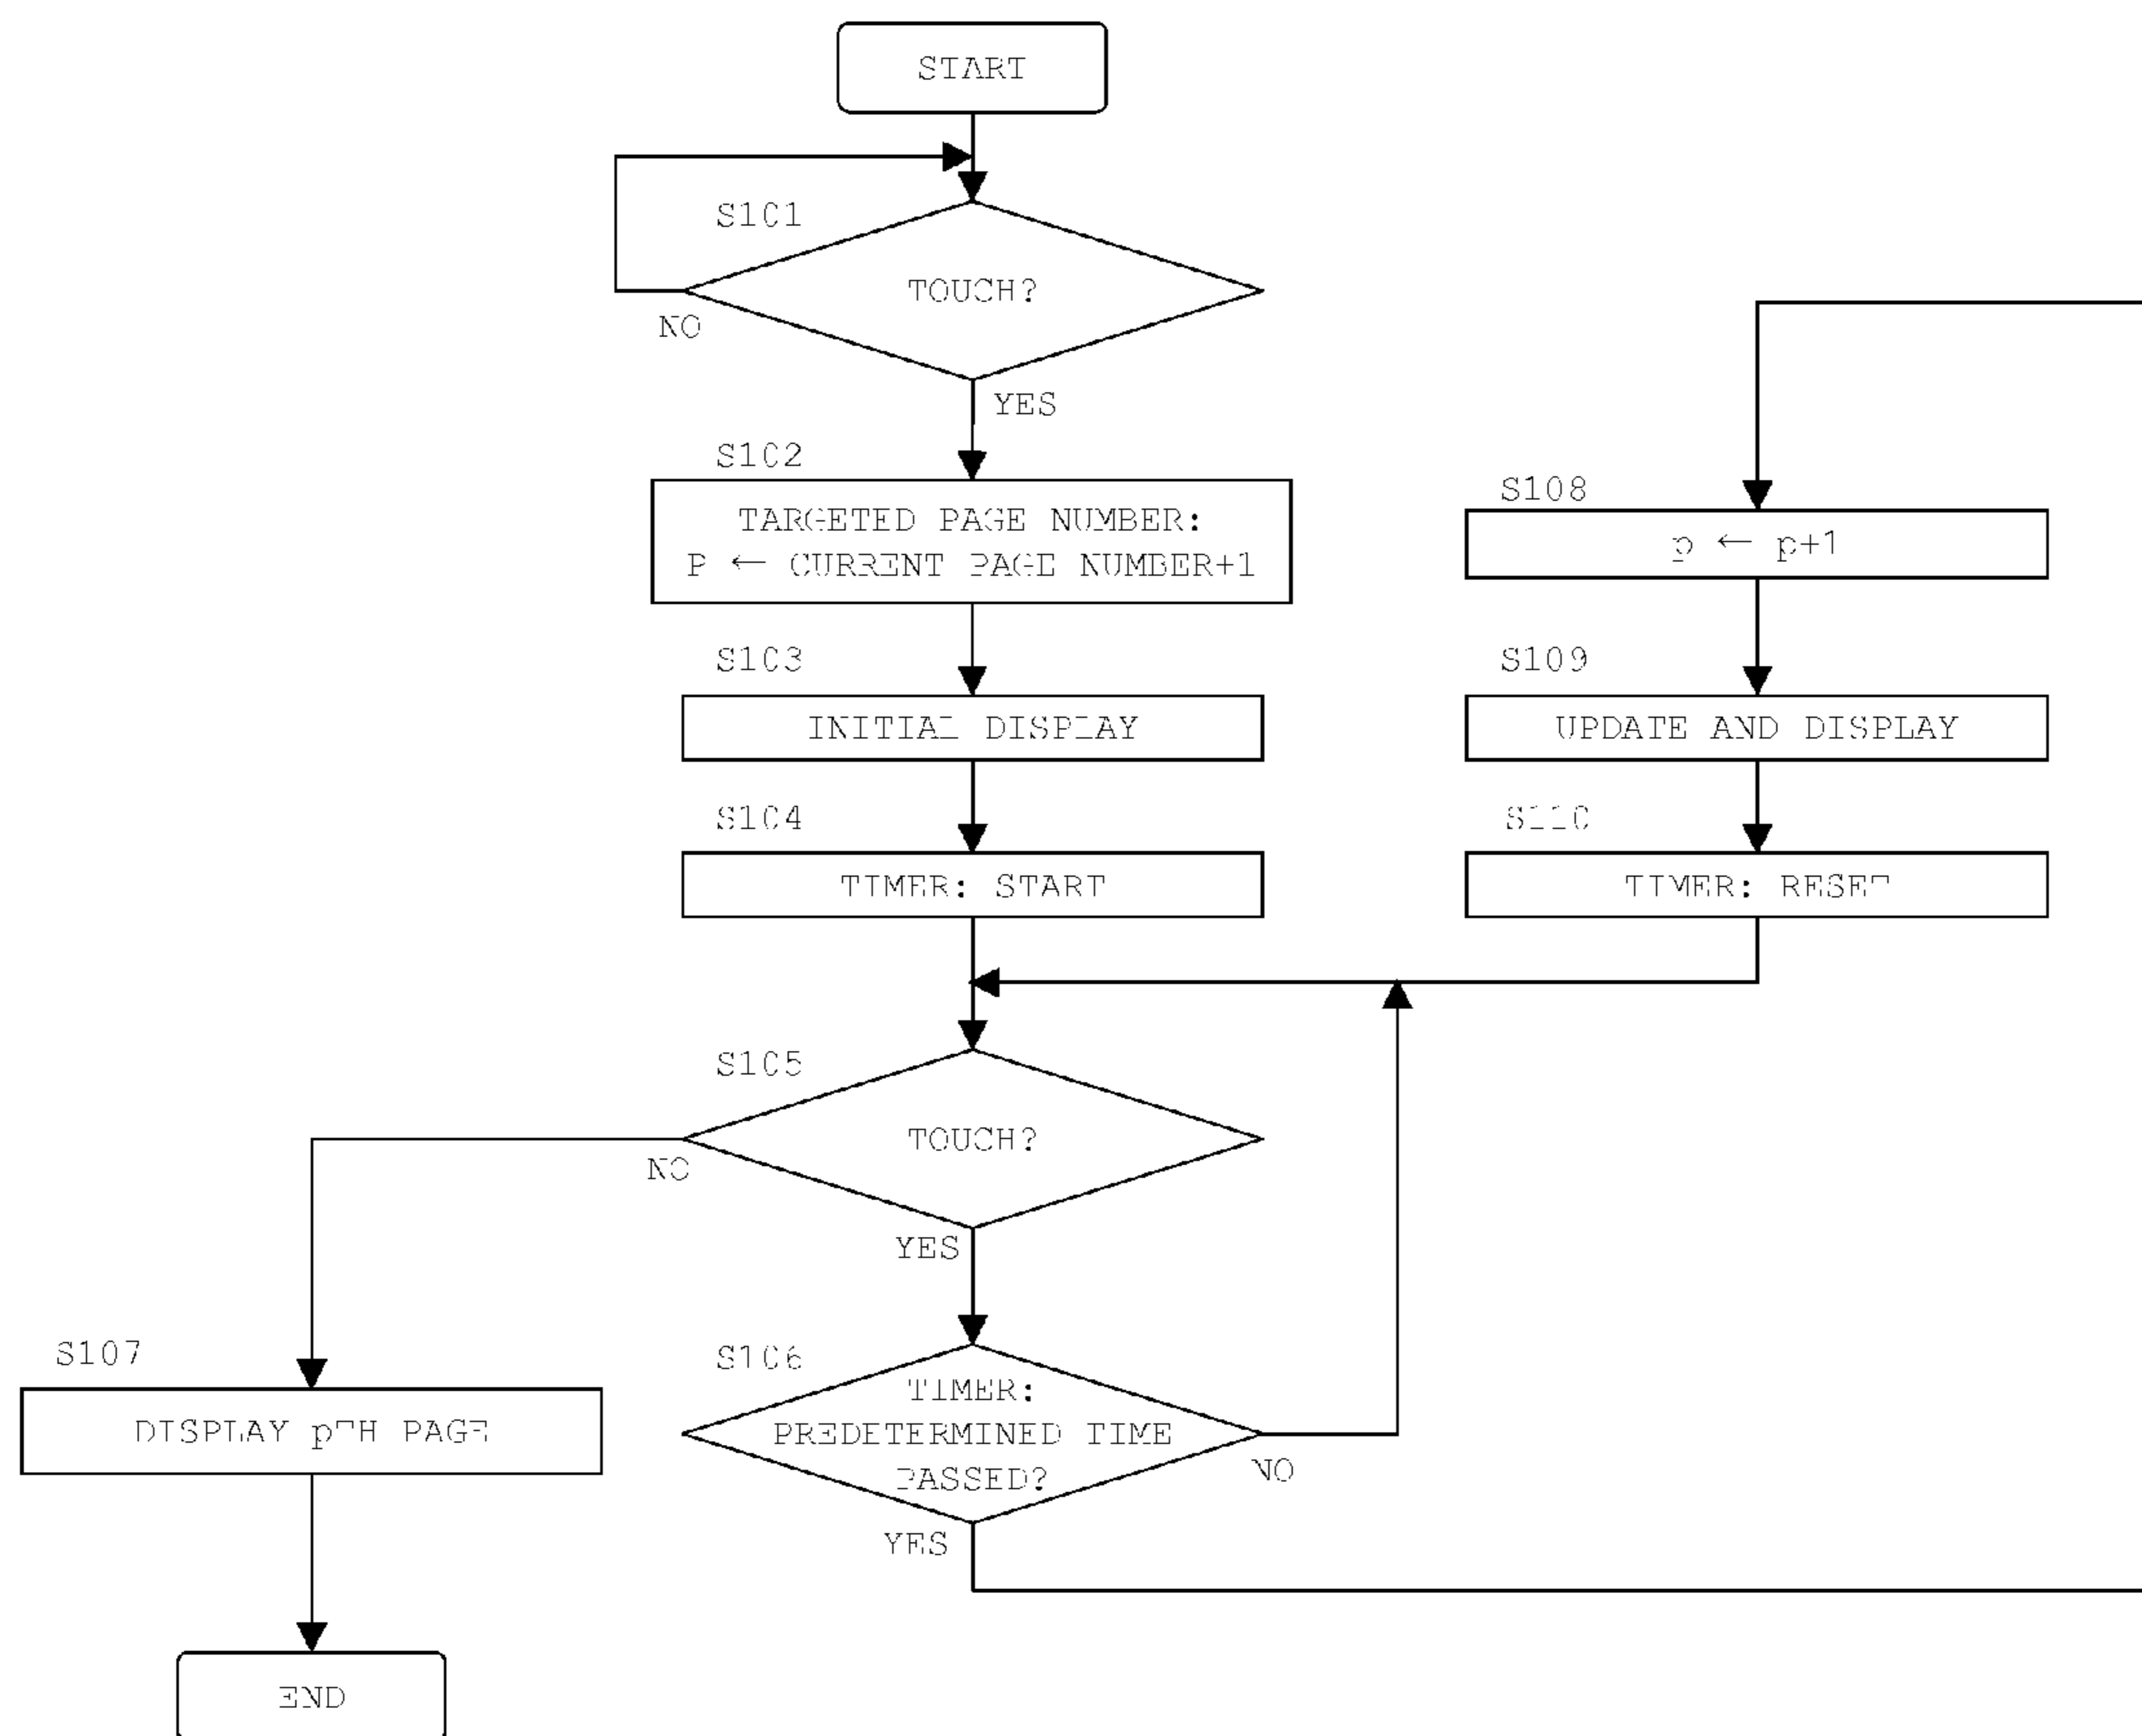 START
S101
TOUCH?
NO
YES
S102
TARGETED PAGE NUMBER:
P ← CURRENT PAGE NUMBER+1
S103
INITIAL DISPLAY
S104
TIMER: START
S105
TOUCH?
NO
YES
S106
TIMER:
PREDETERMINED TIME
PASSED?
NO
YES
S107
DISPLAY pTH PAGE
END
S108
p ← p+1
S109
UPDATE AND DISPLAY
S110
TIMER: RESET